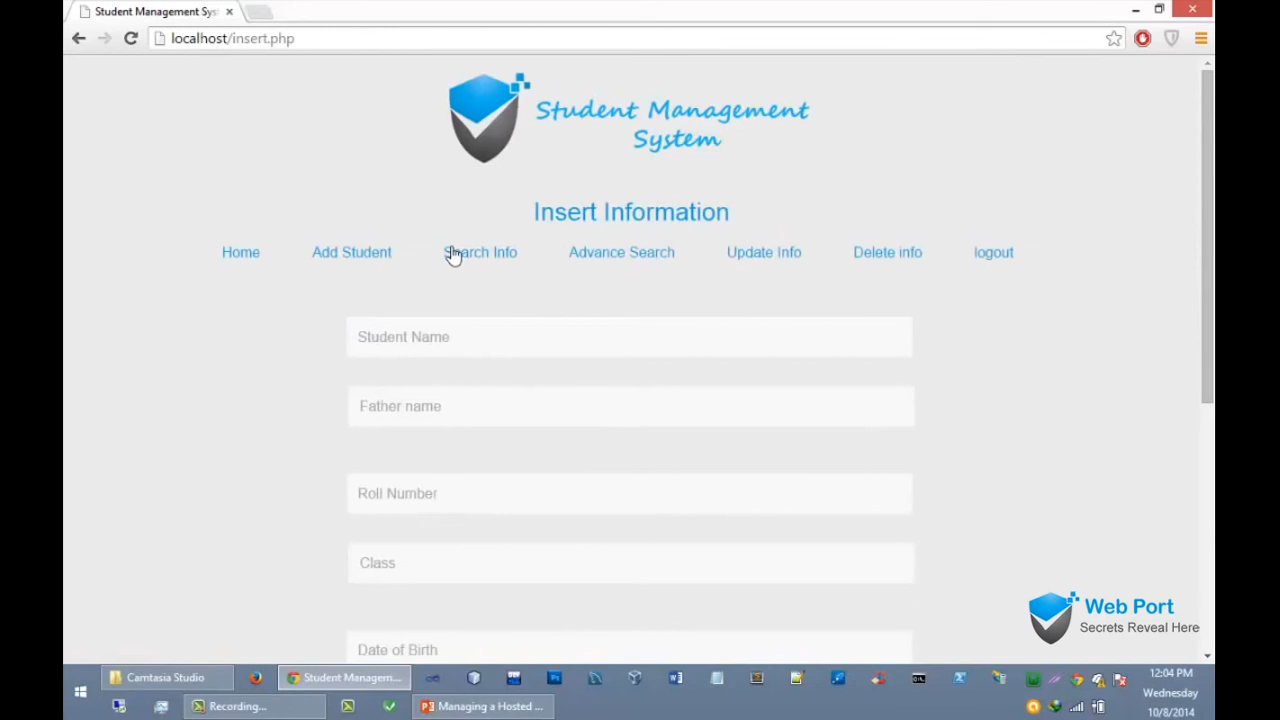 Student Management Sys
localhost/insert.php
Student Management
System
Insert Information
Home Add Student Search Info Advance Search Update Info Delete info logout
Student Name
Father name
Roll Number
Class
Date of Birth
Web Port
Secrets Reveal Here
Camtasia Studio
Student Managem...
12:04 PM
Wednesday
10/8/2014
Recording...
Managing a Hosted ...